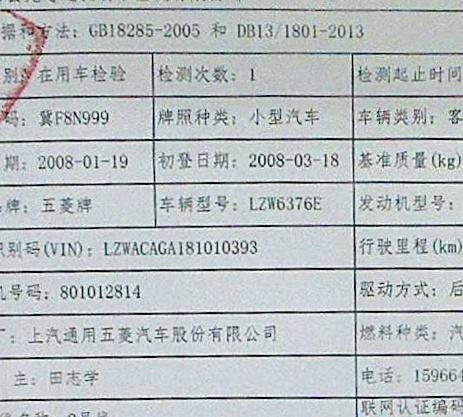 据和方法：GB18285-2005 和 DB13/1801-2013
别：在用车检验 检测次数：1 检测起止时间
码：冀F8N999 牌照种类：小型汽车 车辆类别：客
期：2008-01-19 初登日期：2008-03-18 基准质量(kg)
牌：五菱牌 车辆型号：LZW6376E 发动机型号：
识别码(VIN)：LZWACAGA181010393 行驶里程(km)
机号码：801012814 驱动方式：后
厂：上汽通用五菱汽车股份有限公司 燃料种类：汽
主：田志学 电话：159664
联网认证编码